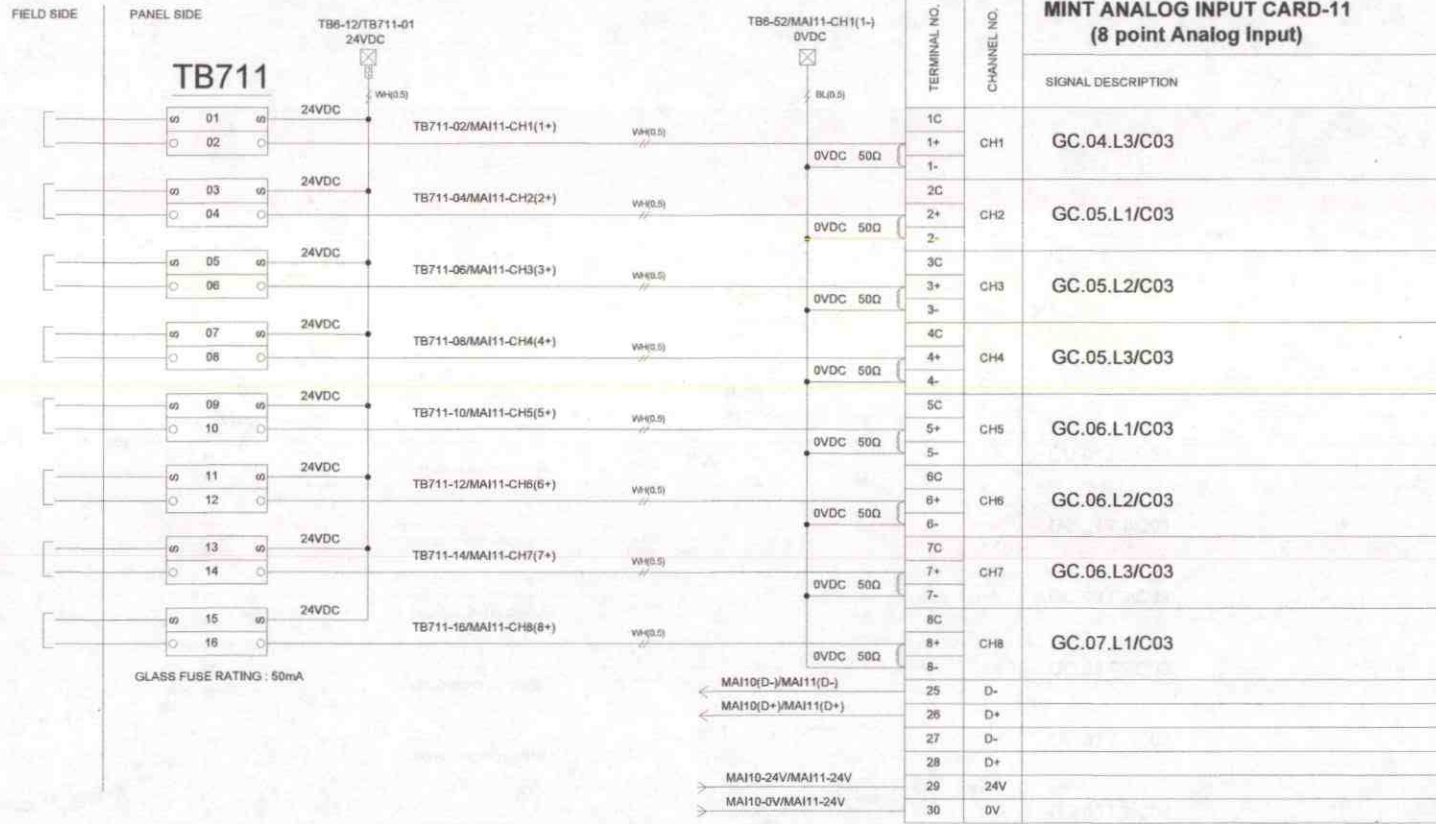 FIELD SIDE
PANEL SIDE
TB6-12/TB711-01
24VDC
TB6-52/MAI11-CH1(1-)
0VDC
TERMINAL NO.
CHANNEL NO.
MINT ANALOG INPUT CARD-11
(8 point Analog Input)
SIGNAL DESCRIPTION
TB711
WH(0.5)
BL(0.5)
S 01 S 24VDC
02
TB711-02/MAI11-CH1(1+)
WH(0.5)
0VDC 50Ω
1C
1+ CH1 GC.04.L3/C03
1-
S 03 S 24VDC
04
TB711-04/MAI11-CH2(2+)
WH(0.5)
0VDC 50Ω
2C
2+ CH2 GC.05.L1/C03
2-
S 05 S 24VDC
06
TB711-06/MAI11-CH3(3+)
WH(0.5)
0VDC 50Ω
3C
3+ CH3 GC.05.L2/C03
3-
S 07 S 24VDC
08
TB711-08/MAI11-CH4(4+)
WH(0.5)
0VDC 50Ω
4C
4+ CH4 GC.05.L3/C03
4-
S 09 S 24VDC
10
TB711-10/MAI11-CH5(5+)
WH(0.5)
0VDC 50Ω
5C
5+ CH5 GC.06.L1/C03
5-
S 11 S 24VDC
12
TB711-12/MAI11-CH6(6+)
WH(0.5)
0VDC 50Ω
6C
6+ CH6 GC.06.L2/C03
6-
S 13 S 24VDC
14
TB711-14/MAI11-CH7(7+)
WH(0.5)
0VDC 50Ω
7C
7+ CH7 GC.06.L3/C03
7-
S 15 S 24VDC
16
TB711-16/MAI11-CH8(8+)
WH(0.5)
0VDC 50Ω
8C
8+ CH8 GC.07.L1/C03
8-
GLASS FUSE RATING : 50mA
MAI10(D-)/MAI11(D-) 25 D-
MAI10(D+)/MAI11(D+) 26 D+
27 D-
28 D+
MAI10-24V/MAI11-24V 29 24V
MAI10-0V/MAI11-24V 30 0V